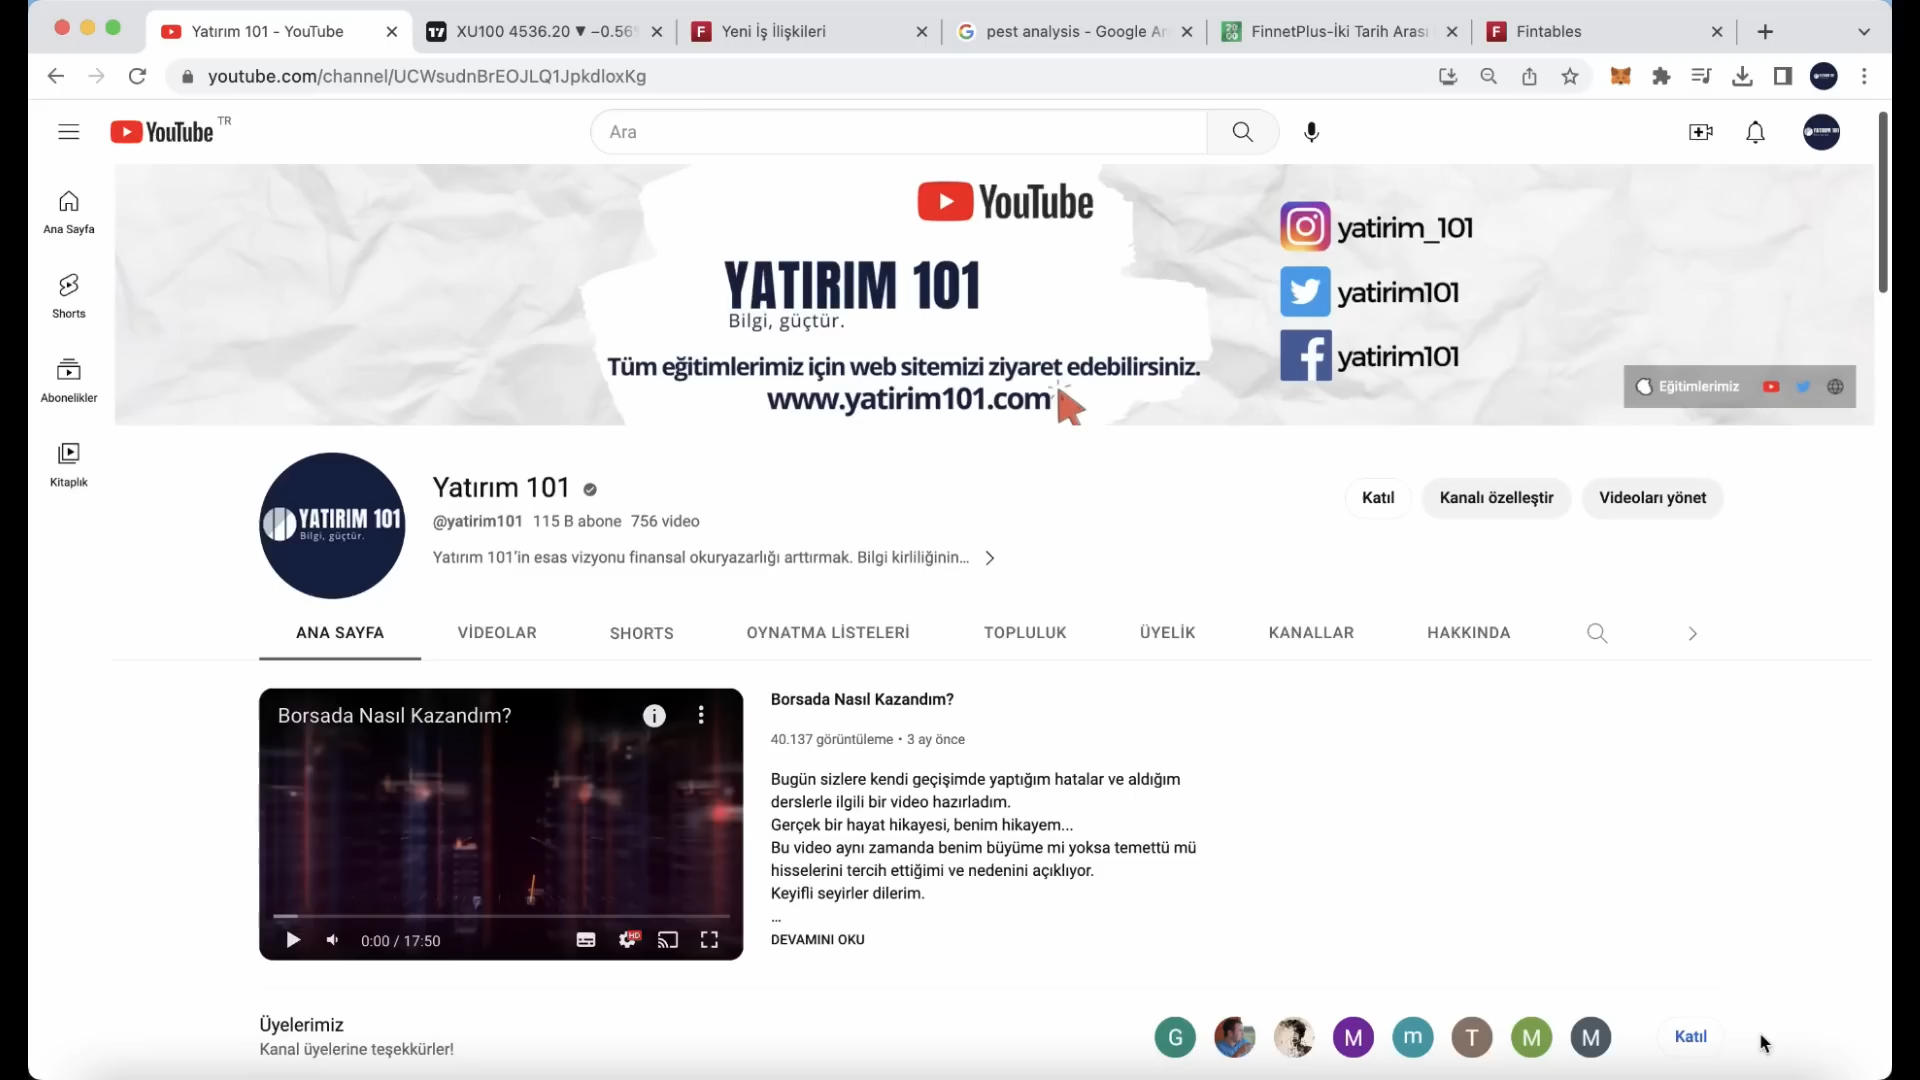 Yatırım 101 - YouTube
XU100 4536.20 ▼ −0.56
Yeni İş İlişkileri
pest analysis - Google Ar
FinnetPlus-İki Tarih Arası
Fintables
youtube.com/channel/UCWsudnBrEOJLQ1JpkdloxKg
YouTube TR
Ara
Ana Sayfa
Shorts
Abonelikler
Kitaplık
YouTube
YATIRIM 101
Bilgi, güçtür.
Tüm eğitimlerimiz için web sitemizi ziyaret edebilirsiniz.
www.yatirim101.com
yatirim_101
yatirim101
yatirim101
Eğitimlerimiz
YATIRIM 101
Bilgi, güçtür.
Yatırım 101
@yatirim101 115 B abone 756 video
Yatırım 101’in esas vizyonu finansal okuryazarlığı arttırmak. Bilgi kirliliğinin...
Katıl
Kanalı özelleştir
Videoları yönet
ANA SAYFA
VİDEOLAR
SHORTS
OYNATMA LİSTELERİ
TOPLULUK
ÜYELİK
KANALLAR
HAKKINDA
Borsada Nasıl Kazandım?
HD
0:00 / 17:50
Borsada Nasıl Kazandım?
40.137 görüntüleme • 3 ay önce
Bugün sizlere kendi geçişimde yaptığım hatalar ve aldığım
derslerle ilgili bir video hazırladım.
Gerçek bir hayat hikayesi, benim hikayem...
Bu video aynı zamanda benim büyüme mi yoksa temettü mü
hisselerini tercih ettiğimi ve nedenini açıklıyor.
Keyifli seyirler dilerim.
...
DEVAMINI OKU
Üyelerimiz
Kanal üyelerine teşekkürler!
G
M
m
T
M
M
Katıl